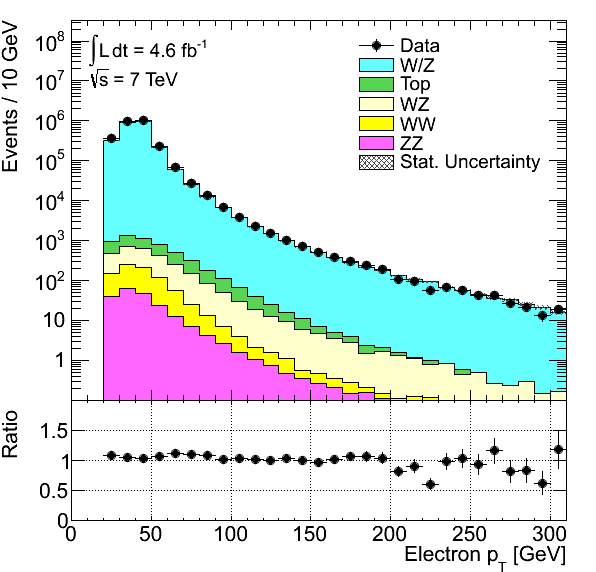 Events / 10 GeV
10⁸
10⁷
10⁶
10⁵
10⁴
10³
10²
10
1
∫L dt = 4.6 fb⁻¹
√s = 7 TeV
Data
W/Z
Top
WZ
WW
ZZ
Stat. Uncertainty
Ratio
1.5
1
0.5
0
0 50 100 150 200 250 300
Electron p_T [GeV]